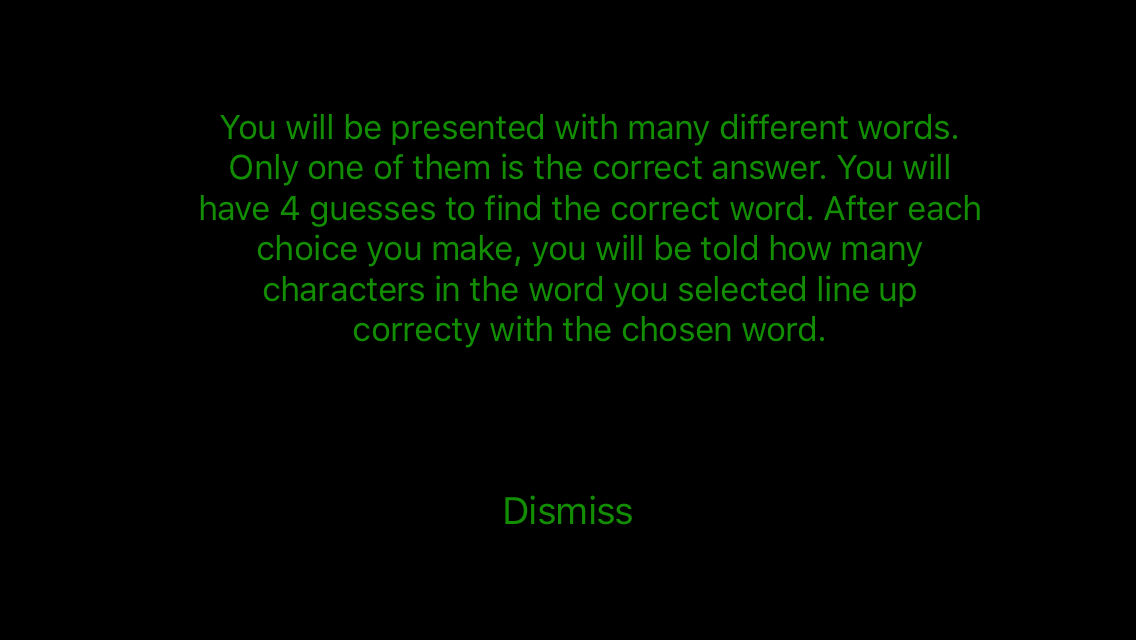 You will be presented with many different words.
Only one of them is the correct answer. You will
have 4 guesses to find the correct word. After each
choice you make, you will be told how many
characters in the word you selected line up
correcty with the chosen word.
Dismiss